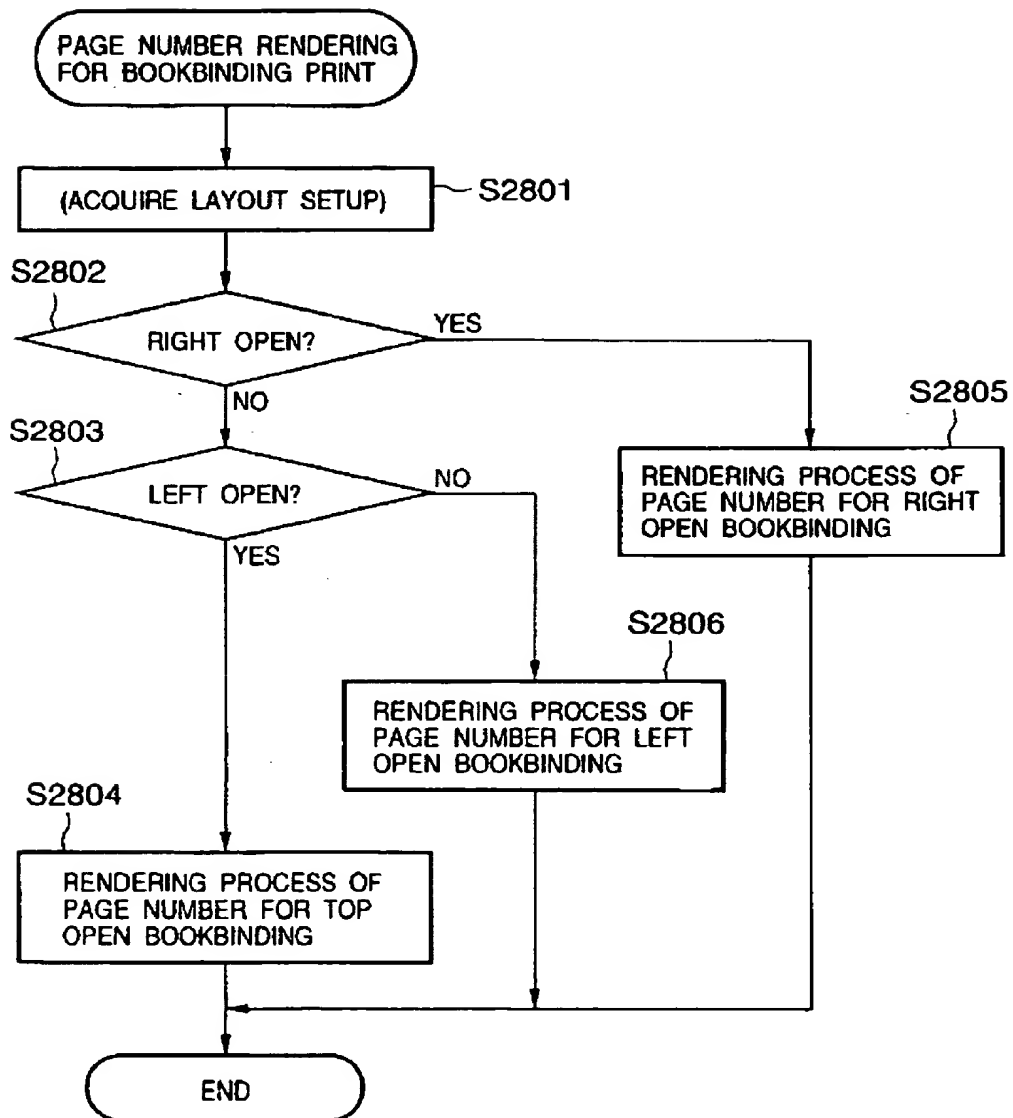 PAGE NUMBER RENDERING
FOR BOOKBINDING PRINT
(ACQUIRE LAYOUT SETUP)
S2801
S2802
RIGHT OPEN?
YES
NO
S2803
LEFT OPEN?
NO
YES
S2805
RENDERING PROCESS OF
PAGE NUMBER FOR RIGHT
OPEN BOOKBINDING
S2806
RENDERING PROCESS OF
PAGE NUMBER FOR LEFT
OPEN BOOKBINDING
S2804
RENDERING PROCESS OF
PAGE NUMBER FOR TOP
OPEN BOOKBINDING
END